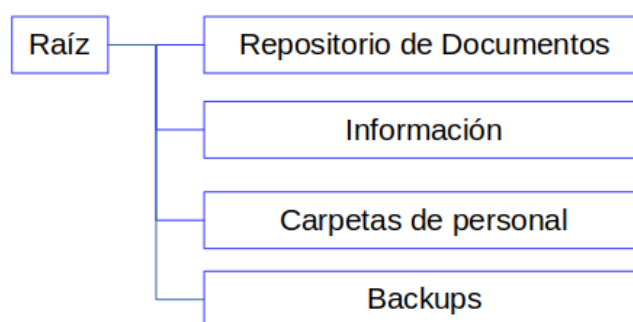 Raíz
Repositorio de Documentos
Información
Carpetas de personal
Backups